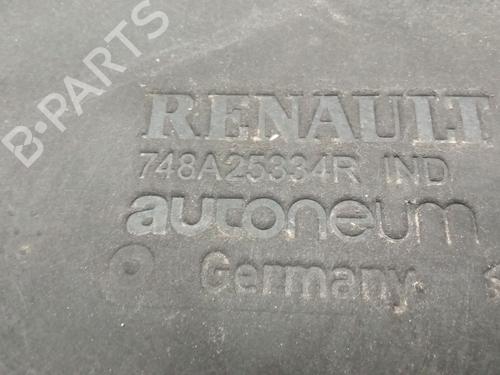 B-PARTS
RENAULT
748A25334R IND
autoneum
Germany